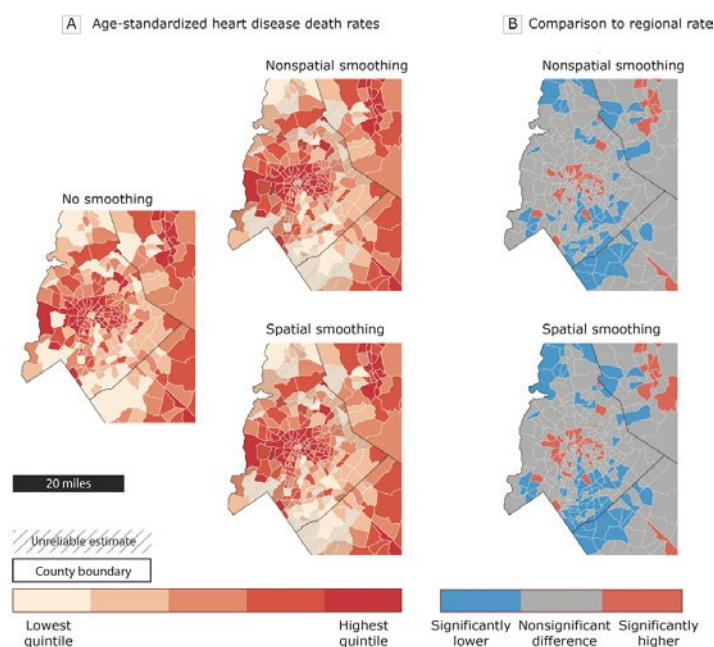 A Age-standardized heart disease death rates
B Comparison to regional rate
Nonspatial smoothing
Nonspatial smoothing
No smoothing
Spatial smoothing
Spatial smoothing
20 miles
Unreliable estimate
County boundary
Lowest quintile
Highest quintile
Significantly lower
Nonsignificant difference
Significantly higher